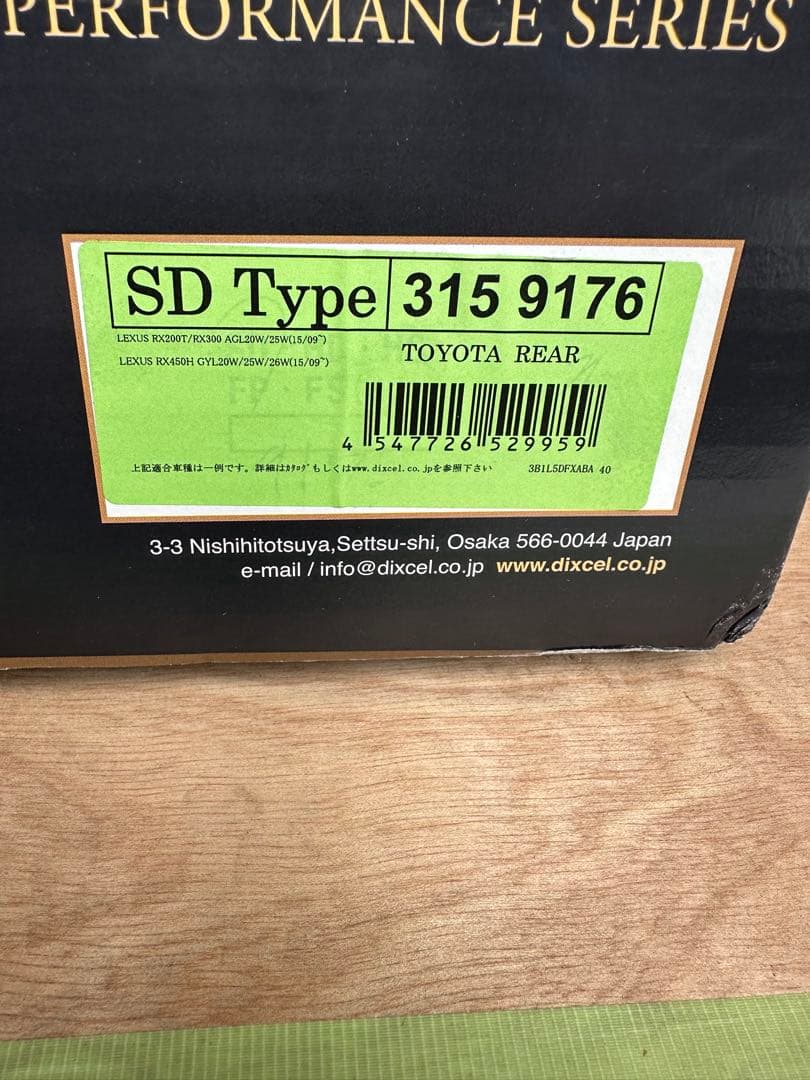 PERFORMANCE SERIES
SD Type 315 9176
LEXUS RX200T/RX300 AGL20W/25W(15/09~)
TOYOTA REAR
LEXUS RX450H GYL20W/25W/26W(15/09~)
4 547726 529959
上記適合車種は一例です。詳細はｶﾀﾛｸﾞもしくはwww.dixcel.co.jpを参照下さい 3B1L5DFXABA 40
3-3 Nishihitotsuya,Settsu-shi, Osaka 566-0044 Japan
e-mail / info@dixcel.co.jp www.dixcel.co.jp